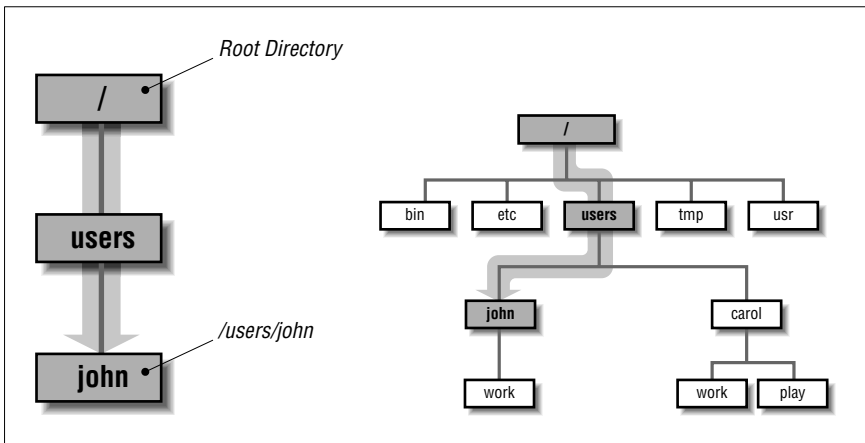 Root Directory
/
users
/users/john
john
/
bin etc users tmp usr
john carol
work work play